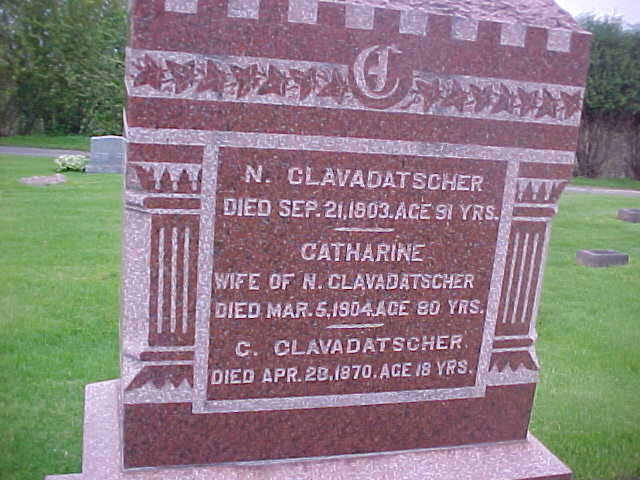 C
N. CLAVADATSCHER
DIED SEP. 21, 1903. AGE 91 YRS.
CATHARINE
WIFE OF N. CLAVADATSCHER
DIED MAR. 5, 1904. AGE 80 YRS.
C. CLAVADATSCHER.
DIED APR. 28, 1870. AGE 18 YRS.